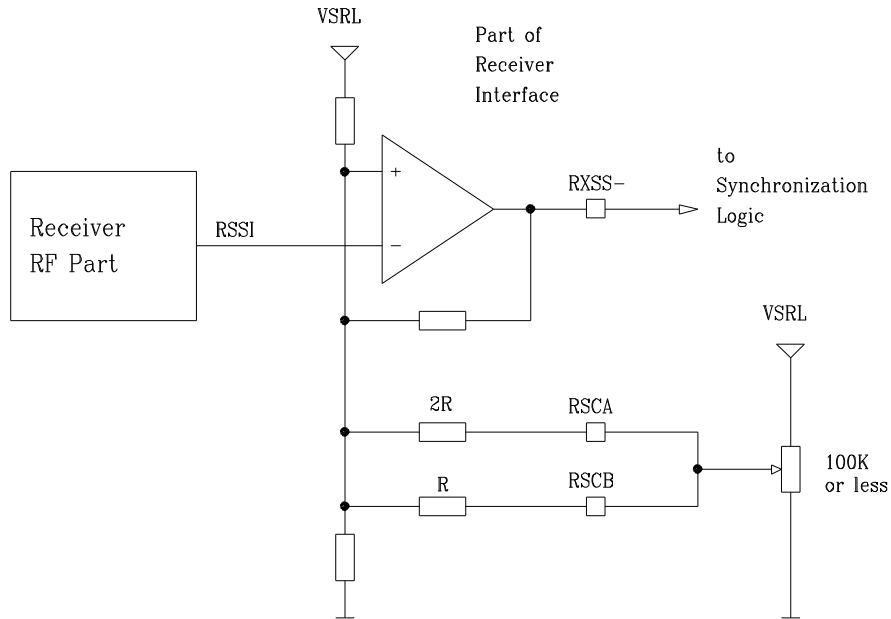 VSRL
Part of
Receiver
Interface
Receiver
RF Part
RSSI
+
−
RXSS-
to
Synchronization
Logic
VSRL
2R
RSCA
R
RSCB
100K
or less